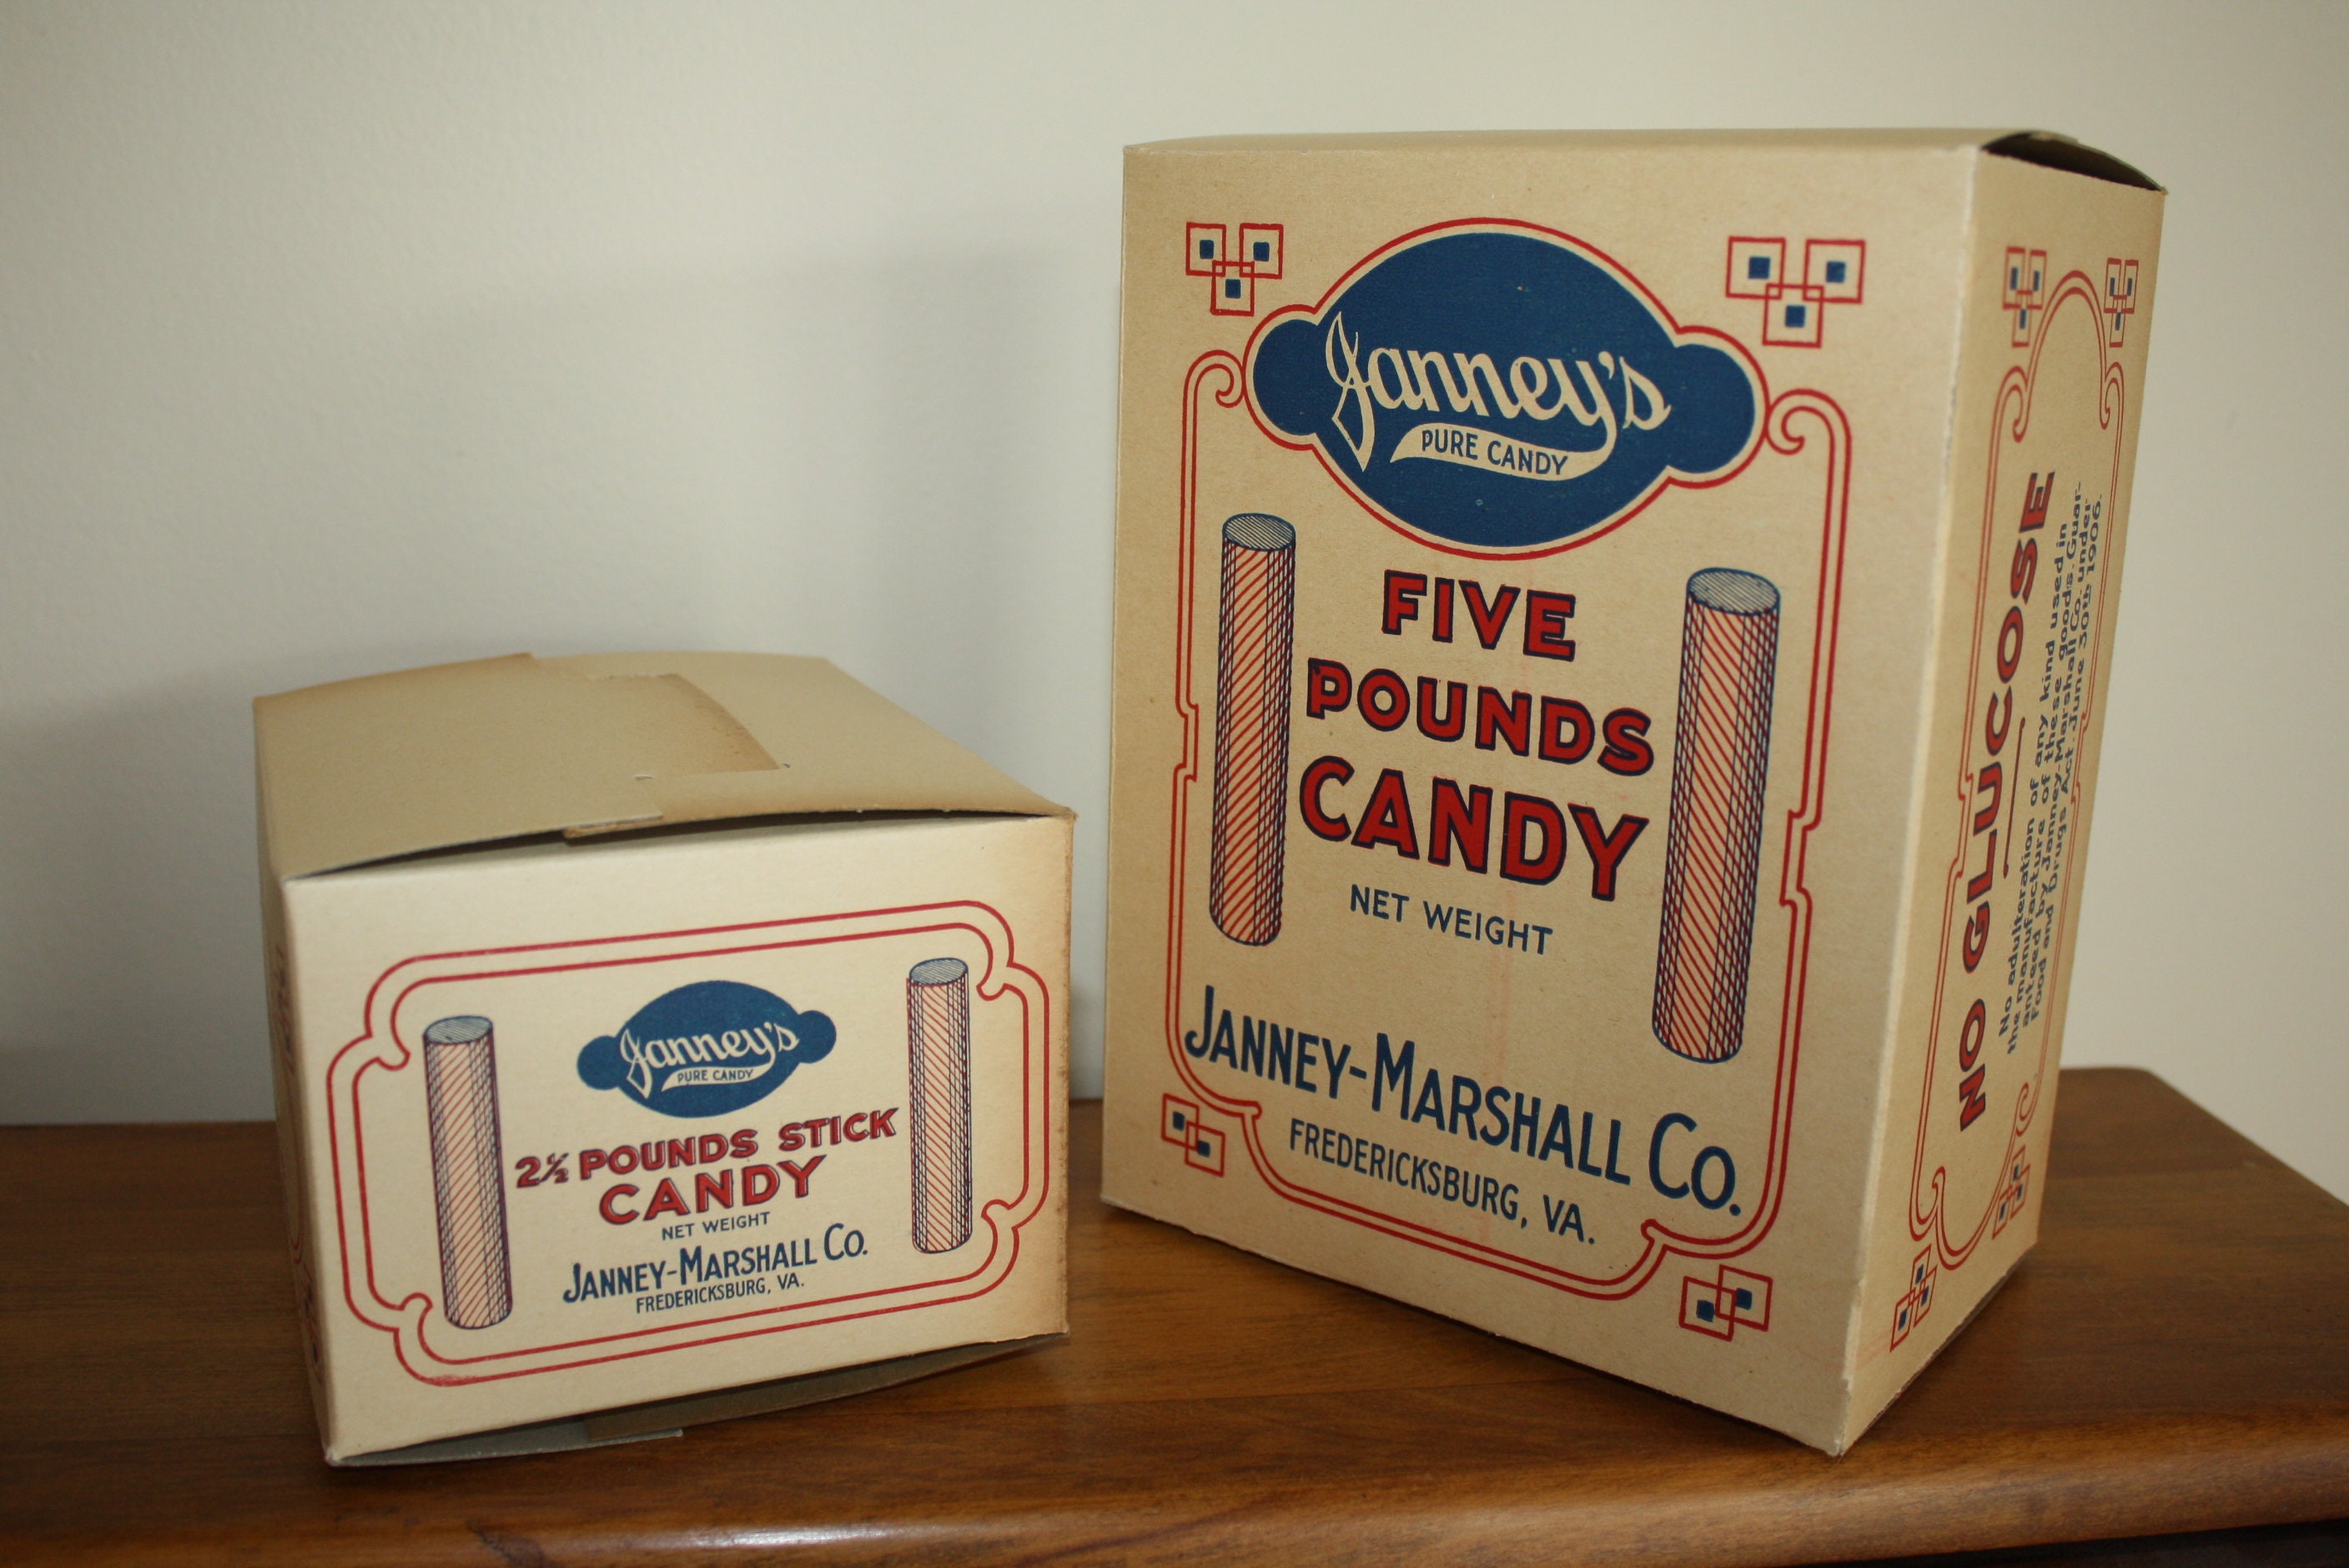 Janney's
PURE CANDY
2½ POUNDS STICK
CANDY
NET WEIGHT
JANNEY-MARSHALL CO.
FREDERICKSBURG, VA.
Janney's
PURE CANDY
FIVE
POUNDS
CANDY
NET WEIGHT
JANNEY-MARSHALL CO.
FREDERICKSBURG, VA.
NO GLUCOSE
No adulteration of any kind used in
the manufacture of these goods. Guar-
anteed by Janney-Marshall Co. under
Food and Drugs Act June 30th 1906.